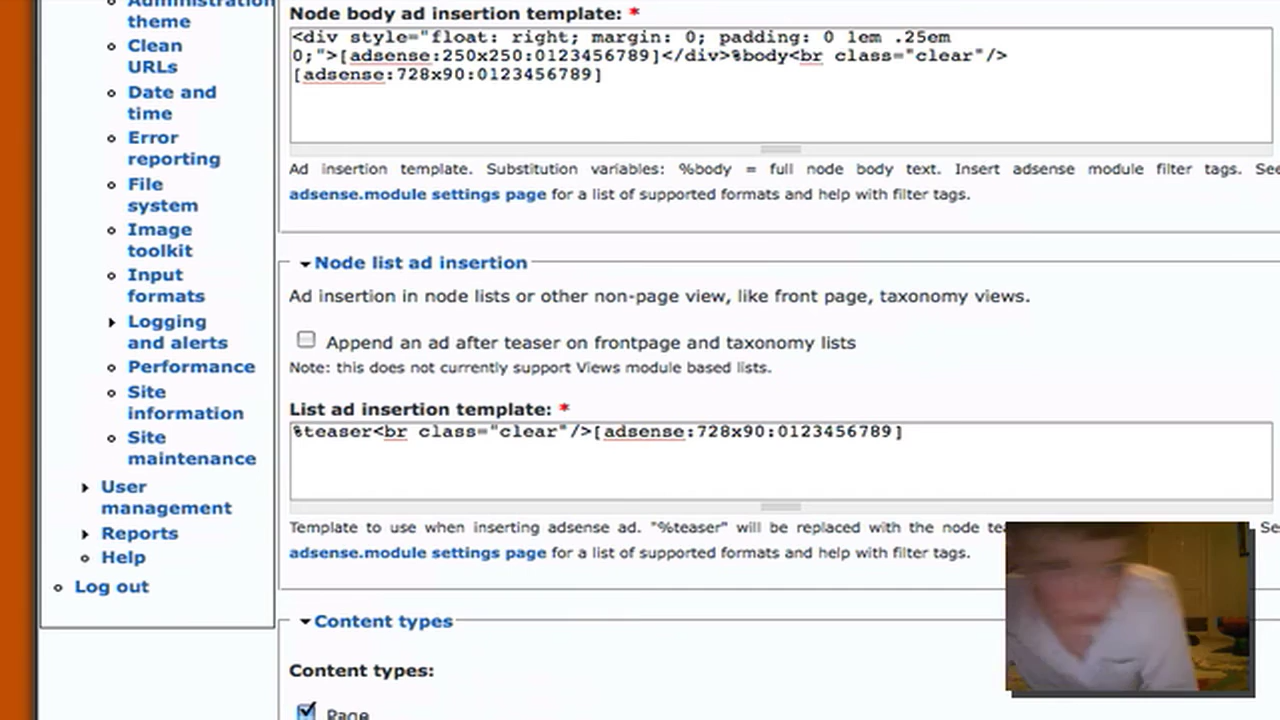 Administration
theme
Clean
URLs
Date and
time
Error
reporting
File
system
Image
toolkit
Input
formats
Logging
and alerts
Performance
Site
information
Site
maintenance
User
management
Reports
Help
Log out
Node body ad insertion template: *
<div style="float: right; margin: 0; padding: 0 1em .25em
0;">[adsense:250x250:0123456789]</div>%body<br class="clear"/>
[adsense:728x90:0123456789]
Ad insertion template. Substitution variables: %body = full node body text. Insert adsense module filter tags. See
adsense.module settings page for a list of supported formats and help with filter tags.
Node list ad insertion
Ad insertion in node lists or other non-page view, like front page, taxonomy views.
Append an ad after teaser on frontpage and taxonomy lists
Note: this does not currently support Views module based lists.
List ad insertion template: *
%teaser<br class="clear"/>[adsense:728x90:0123456789]
Template to use when inserting adsense ad. "%teaser" will be replaced with the node
adsense.module settings page for a list of supported formats and help with filter tags.
Content types
Content types:
Page